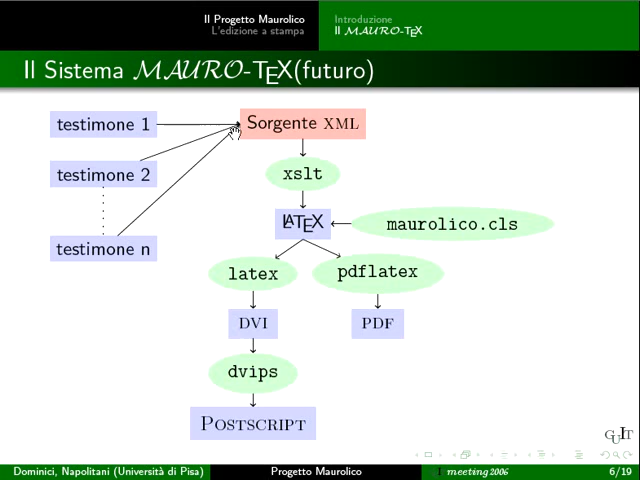 Il Progetto Maurolico
L'edizione a stampa
Introduzione
Il MAURO-TEX
Il Sistema MAURO-TEX(futuro)
testimone 1
Sorgente XML
testimone 2
xslt
LATEX
maurolico.cls
testimone n
latex
pdflatex
DVI
PDF
dvips
POSTSCRIPT
GUIT
Dominici, Napolitani (Università di Pisa)
Progetto Maurolico
meeting2006
6/19